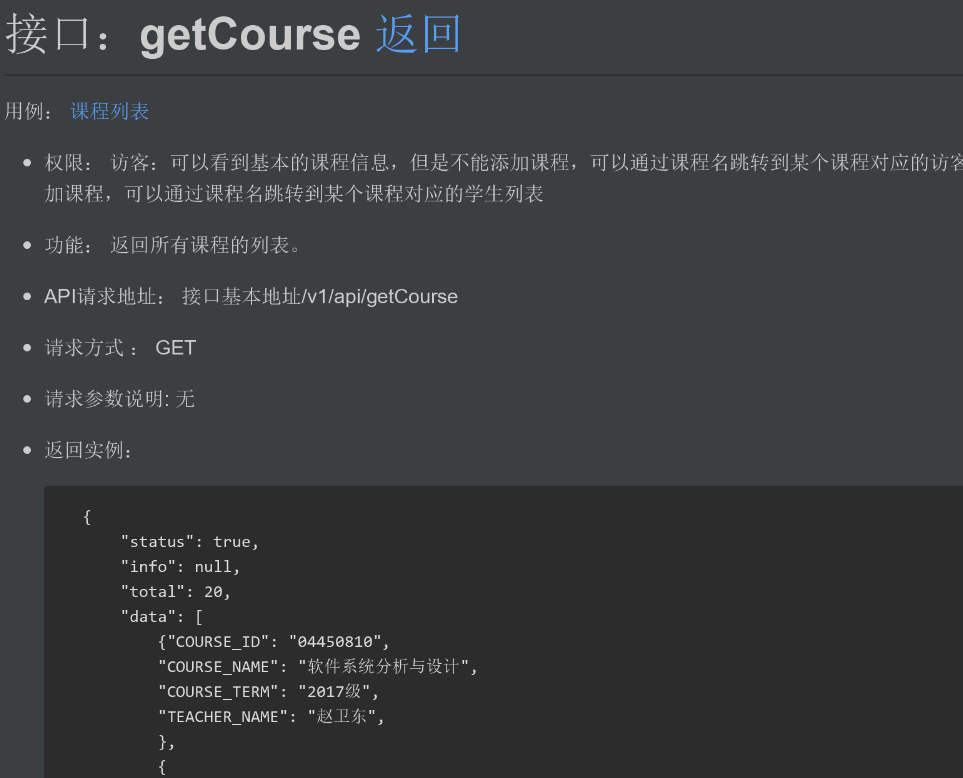 接口：getCourse 返回
用例： 课程列表
权限： 访客：可以看到基本的课程信息，但是不能添加课程，可以通过课程名跳转到某个课程对应的访客
加课程，可以通过课程名跳转到某个课程对应的学生列表
功能： 返回所有课程的列表。
API请求地址： 接口基本地址/v1/api/getCourse
请求方式 ： GET
请求参数说明: 无
返回实例：
{
"status": true,
"info": null,
"total": 20,
"data": [
{"COURSE_ID": "04450810",
"COURSE_NAME": "软件系统分析与设计",
"COURSE_TERM": "2017级",
"TEACHER_NAME": "赵卫东",
},
{